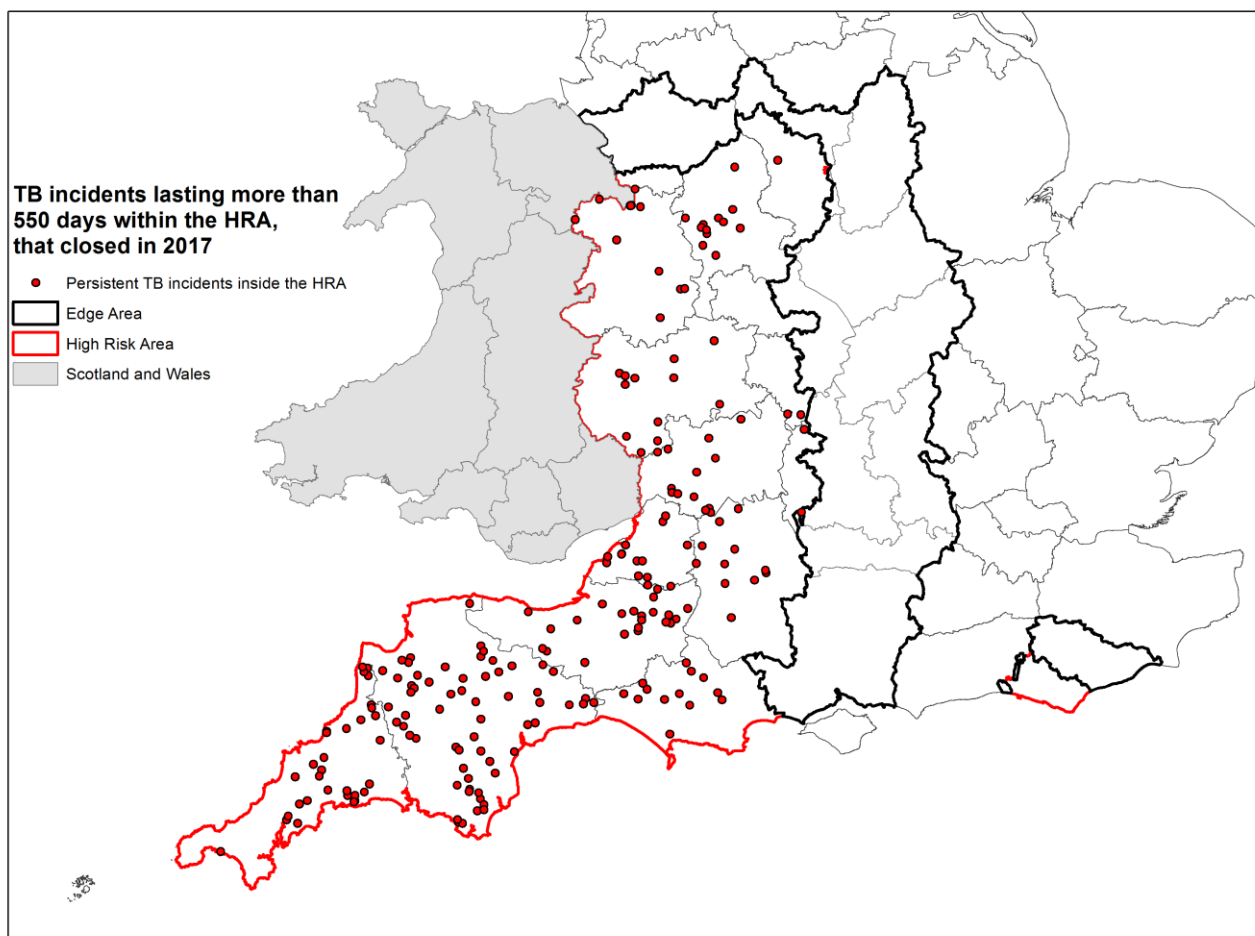 TB incidents lasting more than
550 days within the HRA,
that closed in 2017
Persistent TB incidents inside the HRA
Edge Area
High Risk Area
Scotland and Wales